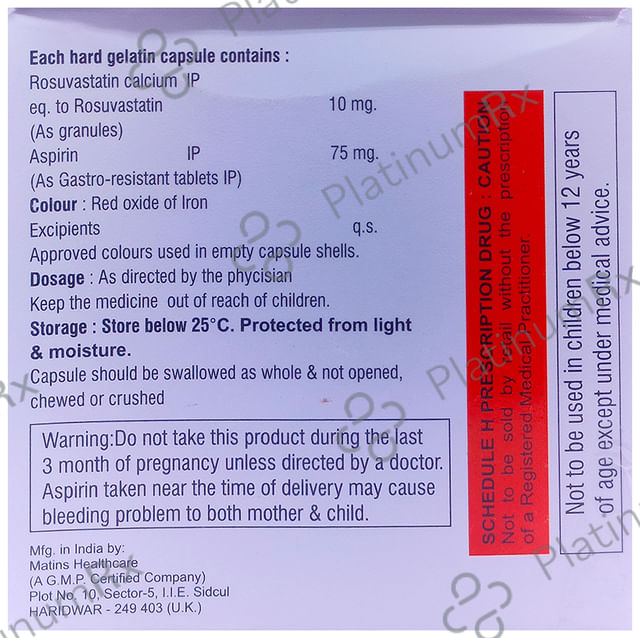 Each hard gelatin capsule contains :
Rosuvastatin calcium IP
eq. to Rosuvastatin 10 mg.
(As granules)
Aspirin IP 75 mg.
(As Gastro-resistant tablets IP)
Colour : Red oxide of Iron
Excipients q.s.
Approved colours used in empty capsule shells.
Dosage : As directed by the phycisian
Keep the medicine out of reach of children.
Storage : Store below 25°C. Protected from light
& moisture.
Capsule should be swallowed as whole & not opened,
chewed or crushed
Warning:Do not take this product during the last
3 month of pregnancy unless directed by a doctor.
Aspirin taken near the time of delivery may cause
bleeding problem to both mother & child.
Mfg. in India by:
Matins Healthcare
(A G.M.P. Certified Company)
Plot No. 10, Sector-5, I.I.E. Sidcul
HARIDWAR - 249 403 (U.K.)
SCHEDULE H PRESCRIPTION DRUG : CAUTION
Not to be sold by retail without the prescription
of a Registered Medical Practitioner.
Not to be used in children below 12 years
of age except under medical advice.
PlatinumRx
PlatinumRx
PlatinumRx
PlatinumRx
PlatinumRx
PlatinumRx